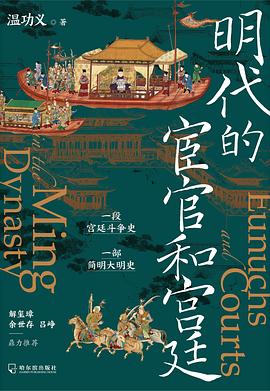 温功义 著
明代的
宦官和宫廷
Eunuchs
and Courts
in the Ming
Dynasty
一段
宫廷斗争史
一部
简明大明史
解玺璋
余世存 吕峥
鼎力推荐
哈尔滨出版社